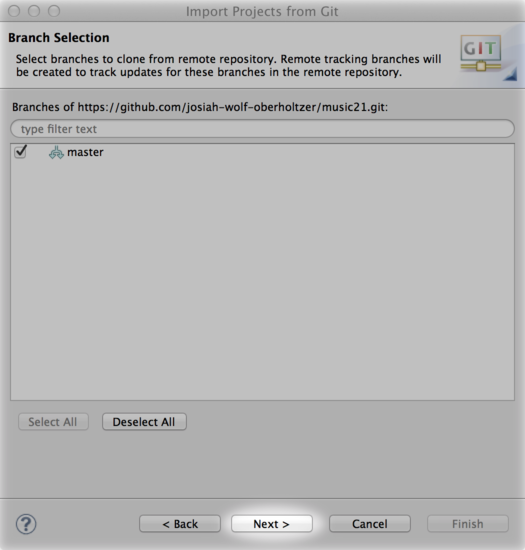 Import Projects from Git
Branch Selection
Select branches to clone from remote repository. Remote tracking branches will
be created to track updates for these branches in the remote repository.
GIT
Branches of https://github.com/josiah-wolf-oberholtzer/music21.git:
type filter text
master
Select All
Deselect All
?
< Back
Next >
Cancel
Finish